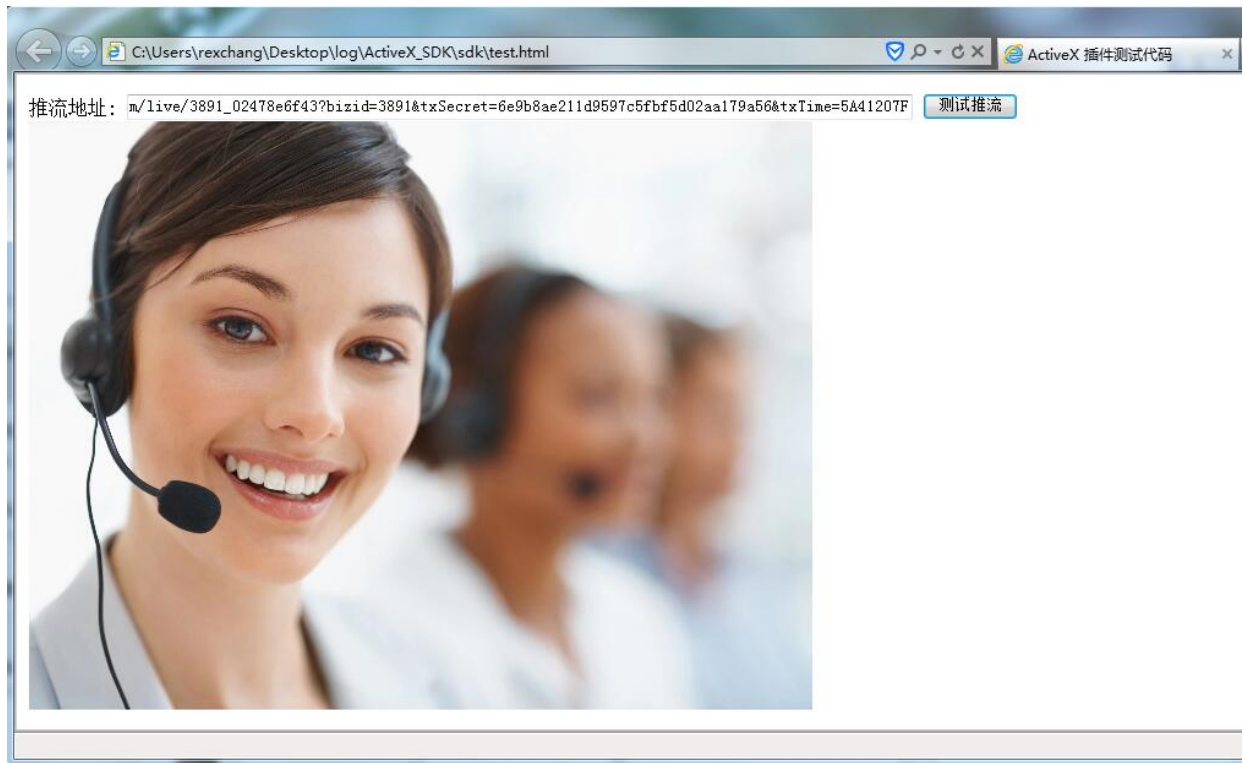 C:\Users\rexchang\Desktop\log\ActiveX_SDK\sdk\test.html
ActiveX 插件测试代码
推流地址: m/live/3891_02478e6f43?bizid=3891&txSecret=6e9b8ae211d9597c5fbf5d02aa179a56&txTime=5A41207F 测试推流